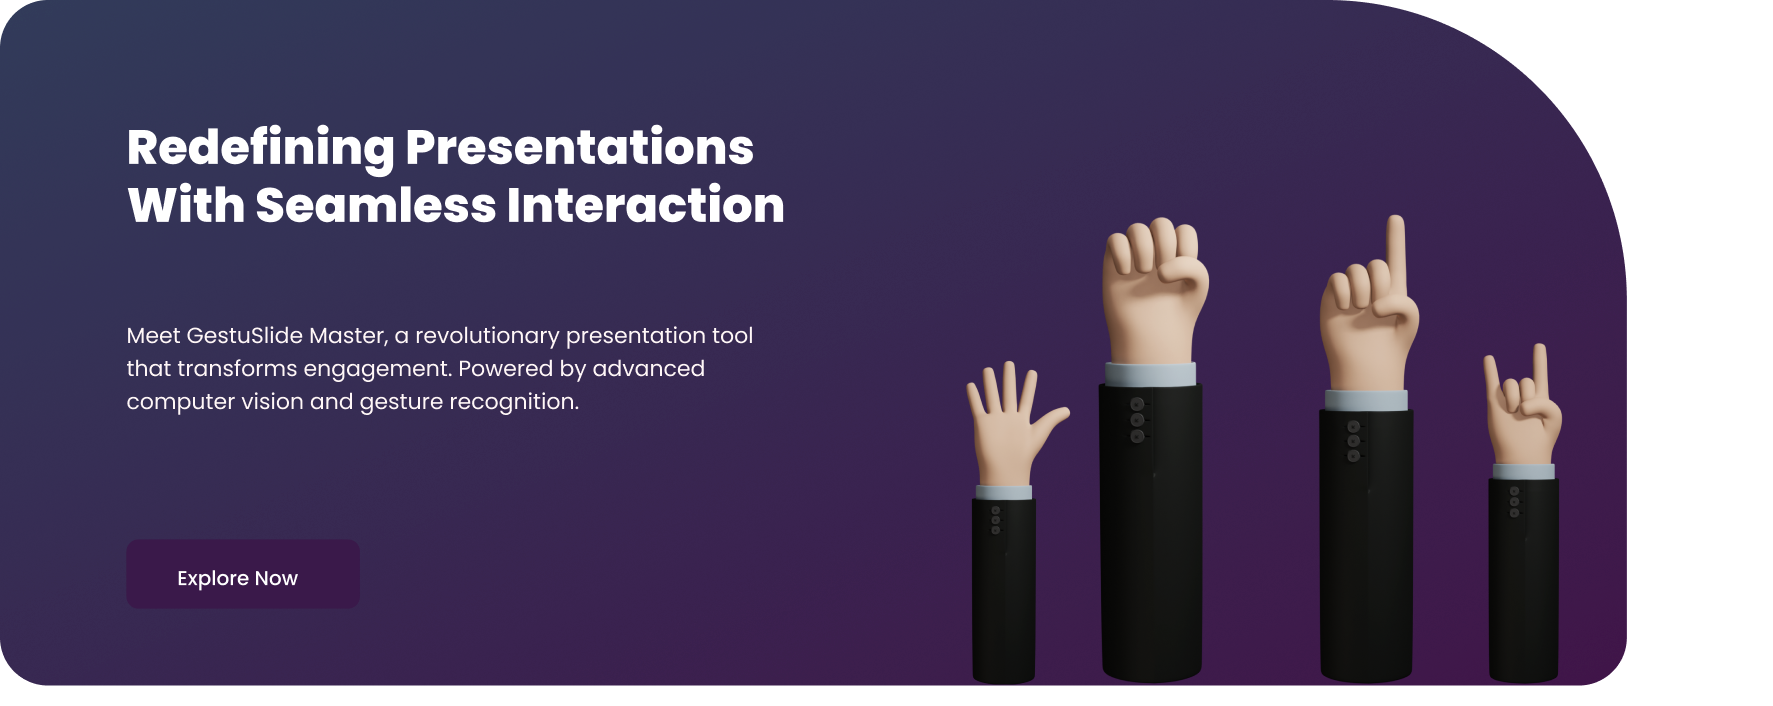 Redefining Presentations
With Seamless Interaction
Meet GestuSlide Master, a revolutionary presentation tool
that transforms engagement. Powered by advanced
computer vision and gesture recognition.
Explore Now